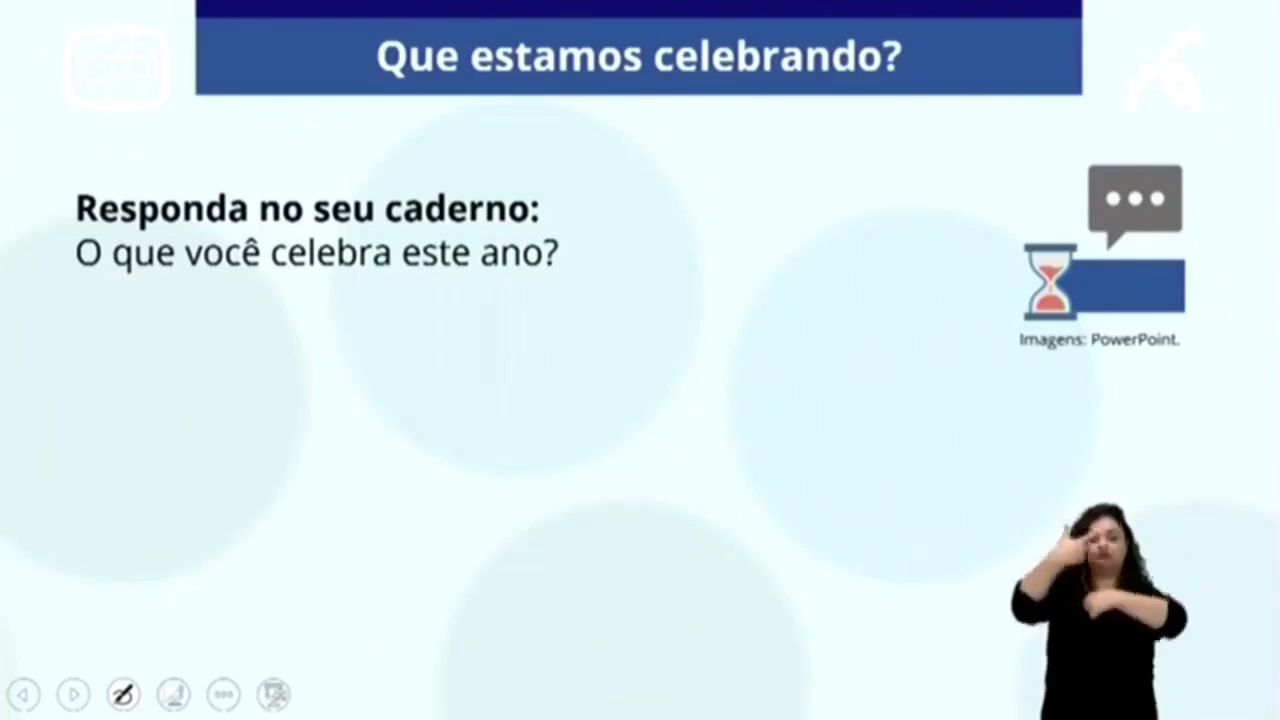 Que estamos celebrando?
Responda no seu caderno:
O que você celebra este ano?
Imagens: PowerPoint.